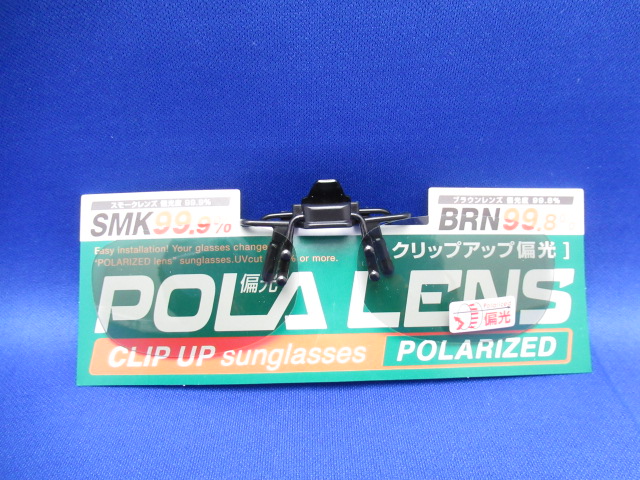 スモークレンズ 偏光度 99.9%
SMK99.9%
ブラウンレンズ 偏光度 99.8%
BRN99.8
Easy installation! Your glasses change
"POLARIZED lens" sunglasses.UVcut % or more.
クリップアップ偏光]
偏光
POLA LENS
偏光
CLIP UP sunglasses
POLARIZED